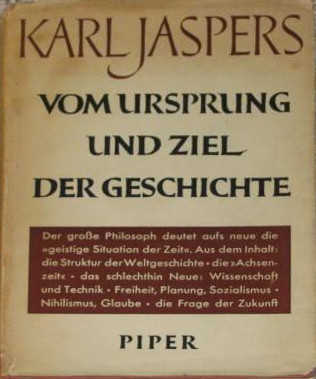 KARL JASPERS
VOM URSPRUNG
UND ZIEL
DER GESCHICHTE
Der große Philosoph deutet aufs neue die
»geistige Situation der Zeit«. Aus dem Inhalt:
die Struktur der Weltgeschichte • die »Achsen-
zeit« • das schlechthin Neue: Wissenschaft
und Technik • Freiheit, Planung, Sozialismus •
Nihilismus, Glaube • die Frage der Zukunft
PIPER